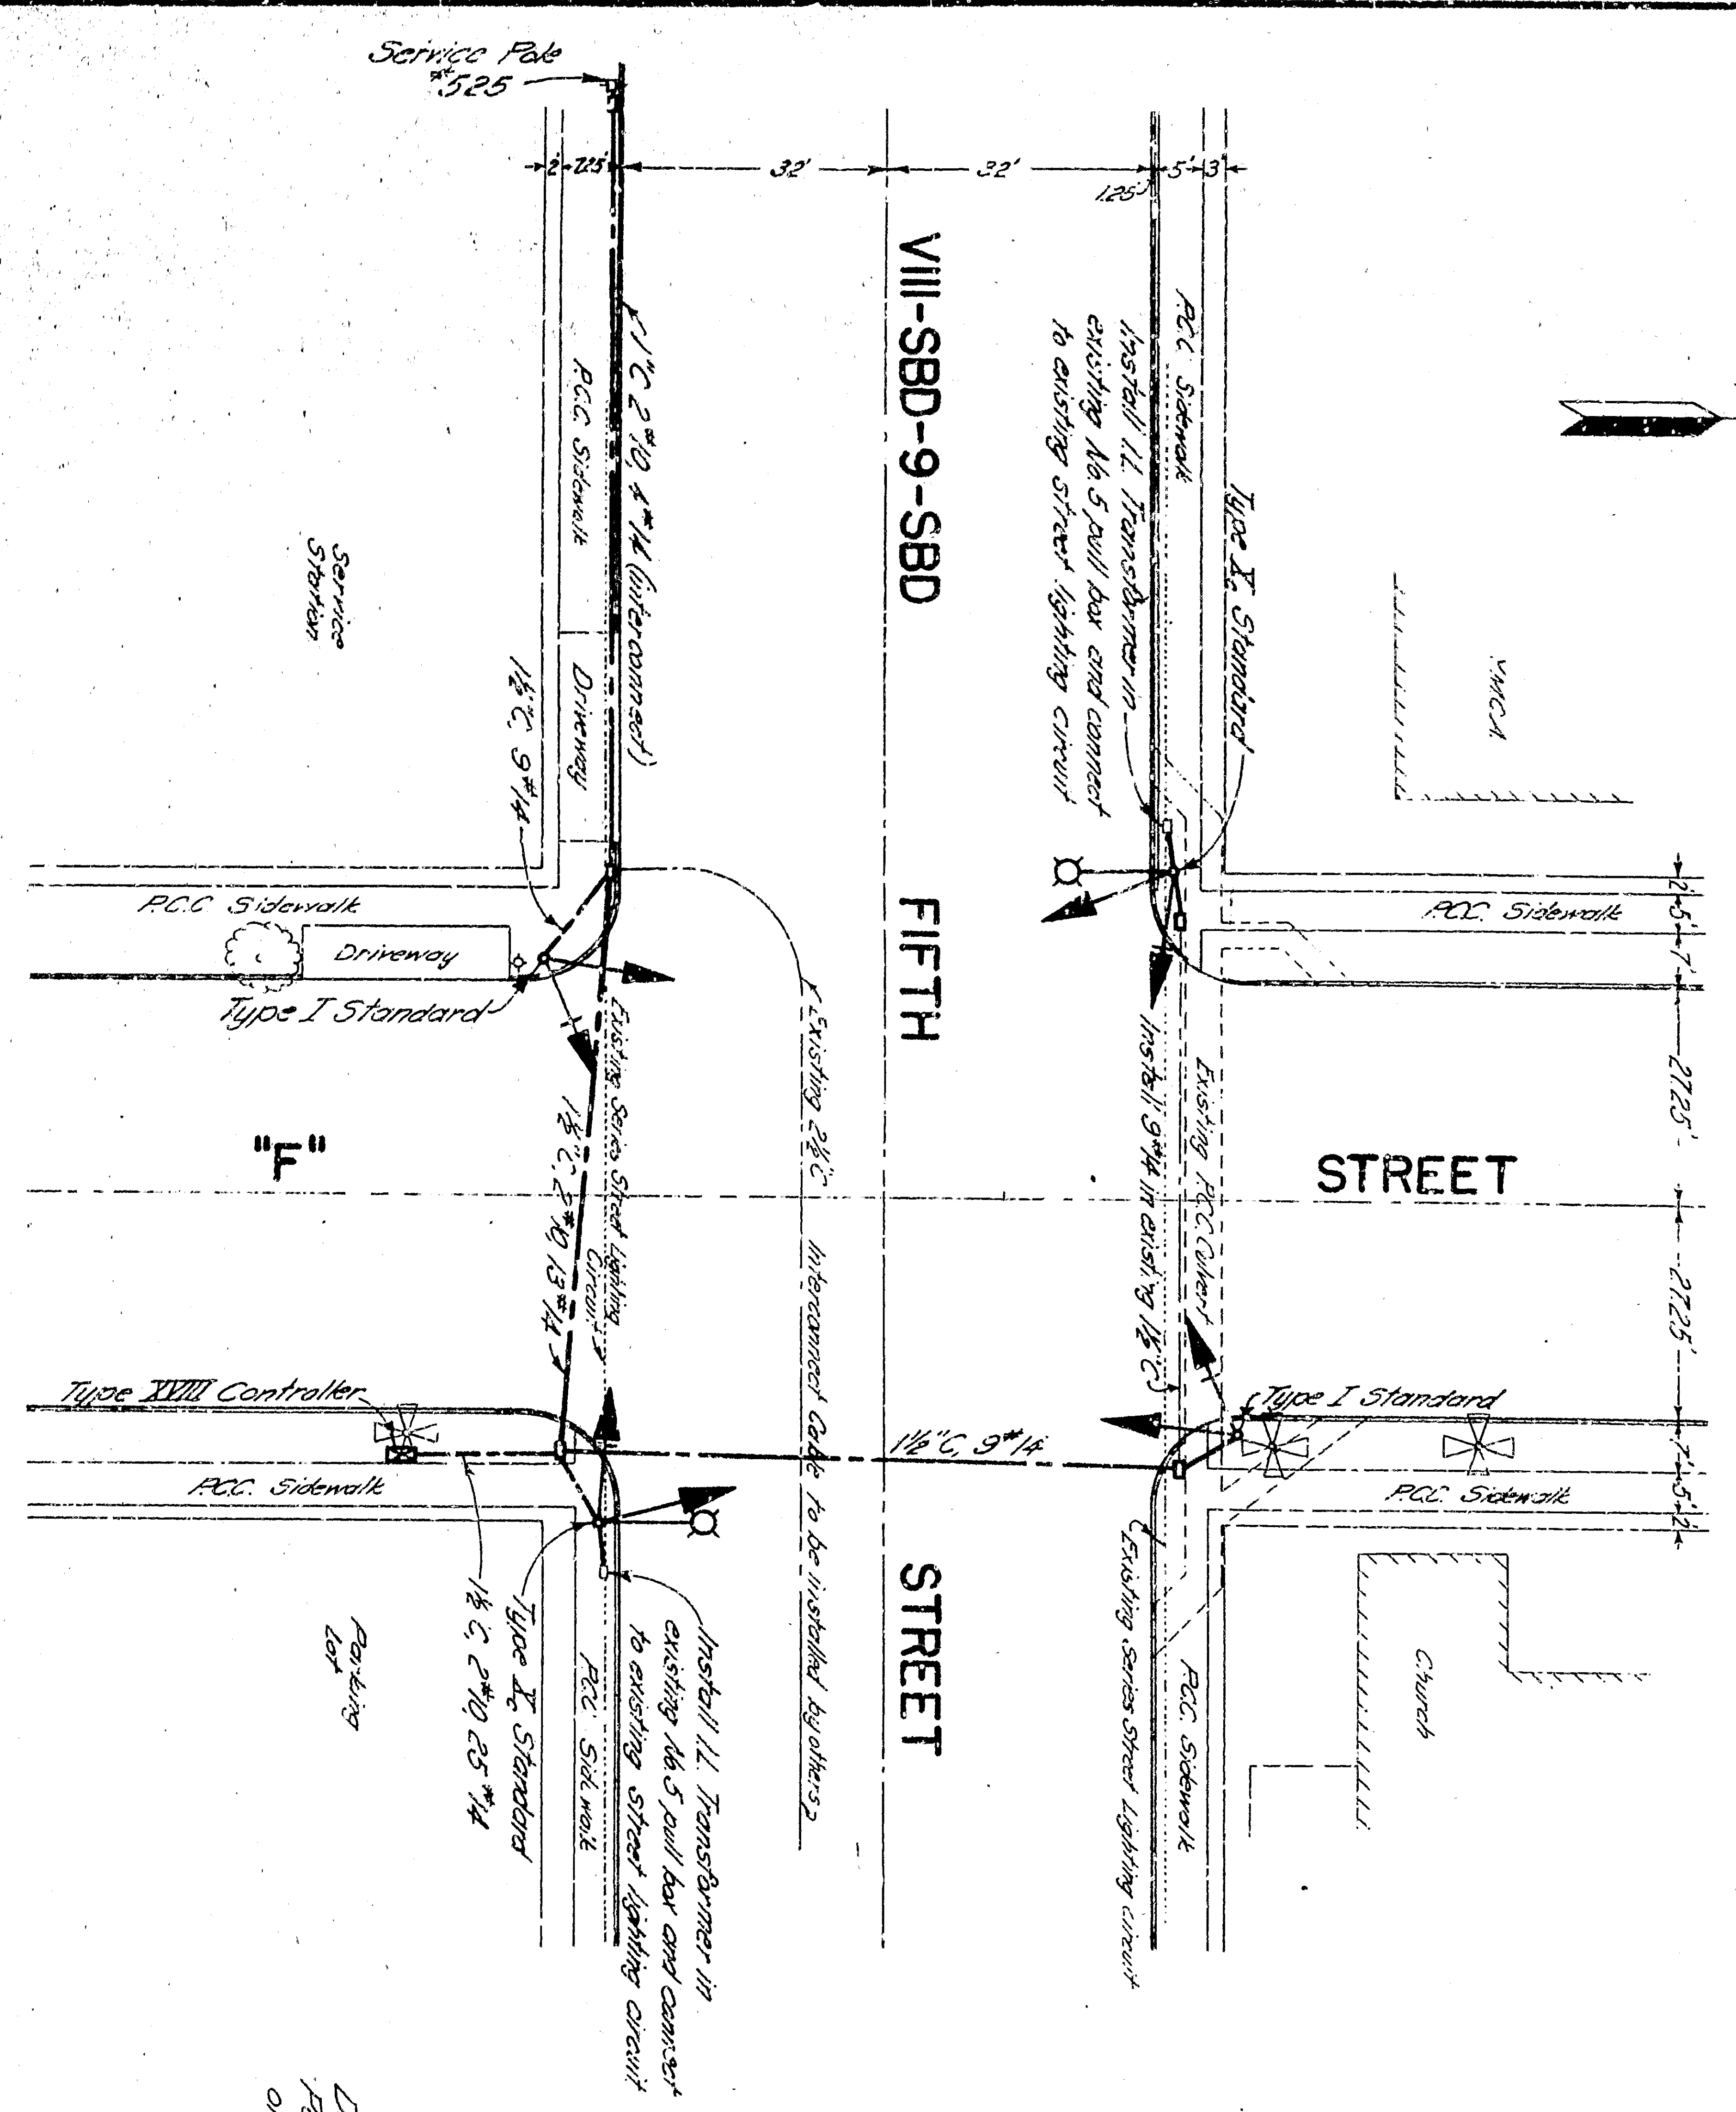 Service Pole
#525
2'
7.25'
32'
32'
5'
3'
1.25'
VIII-SBD-9-SBD
FIFTH
STREET
"F"
STREET
P.C.C. Sidewalk
Install I.L. Transformer in
existing No. 5 pull box and connect
to existing street lighting circuit
YMCA
1"C 2#10, 4#14 (interconnect)
P.C.C. Sidewalk
Driveway
Service
Station
1½"C, 9#14
P.C.C. Sidewalk
Driveway
Type I Standard
P.C.C. Sidewalk
2'
5'
7'
27.25'
27.25'
7'
5'
2'
Existing Series Street Lighting
Circuit
1½"C, 2#10, 13#14
Existing 2½"C
Interconnect Cable to be installed by others
Install 9#14 in existing 1½"C
Existing P.C.C. Culvert
Type XVIII Controller
P.C.C. Sidewalk
1½"C, 9#14
Type I Standard
P.C.C. Sidewalk
Parking
Lot
1½"C, 2#10, 25#14
Standard
P.C.C. Sidewalk
Install I.L. Transformer in
existing No. 5 pull box and connect
to existing street lighting circuit
Existing Series Street Lighting circuit
P.C.C. Sidewalk
Church